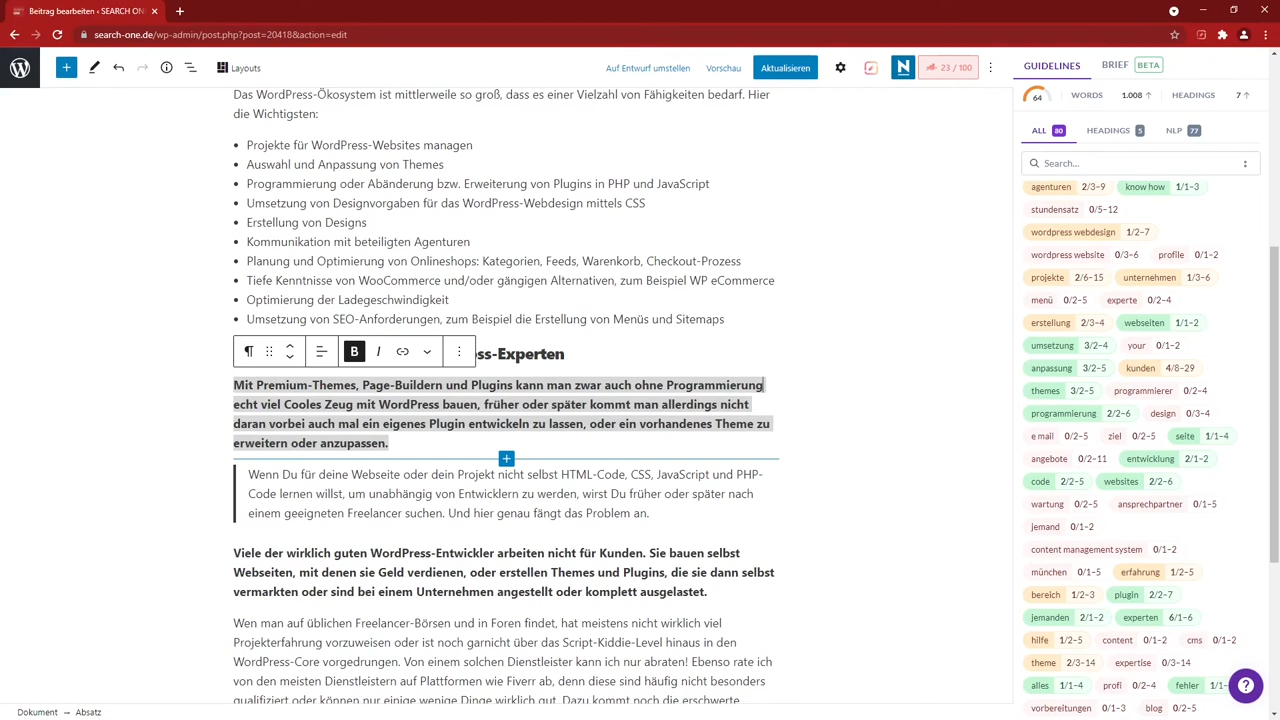 Beitrag bearbeiten ‹ SEARCH ON
search-one.de/wp-admin/post.php?post=20418&action=edit
Layouts
Auf Entwurf umstellen
Vorschau
Aktualisieren
23 / 100
GUIDELINES
BRIEF BETA
64
WORDS 1.008
HEADINGS 7
ALL 80
HEADINGS 5
NLP 77
Search...
Das WordPress-Ökosystem ist mittlerweile so groß, dass es einer Vielzahl von Fähigkeiten bedarf. Hier
die Wichtigsten:
• Projekte für WordPress-Websites managen
• Auswahl und Anpassung von Themes
• Programmierung oder Abänderung bzw. Erweiterung von Plugins in PHP und JavaScript
• Umsetzung von Designvorgaben für das WordPress-Webdesign mittels CSS
• Erstellung von Designs
• Kommunikation mit beteiligten Agenturen
• Planung und Optimierung von Onlineshops: Kategorien, Feeds, Warenkorb, Checkout-Prozess
• Tiefe Kenntnisse von WooCommerce und/oder gängigen Alternativen, zum Beispiel WP eCommerce
• Optimierung der Ladegeschwindigkeit
• Umsetzung von SEO-Anforderungen, zum Beispiel die Erstellung von Menüs und Sitemaps
B I
ss-Experten
Mit Premium-Themes, Page-Buildern und Plugins kann man zwar auch ohne Programmierung
echt viel Cooles Zeug mit WordPress bauen, früher oder später kommt man allerdings nicht
daran vorbei auch mal ein eigenes Plugin entwickeln zu lassen, oder ein vorhandenes Theme zu
erweitern oder anzupassen.
Wenn Du für deine Webseite oder dein Projekt nicht selbst HTML-Code, CSS, JavaScript und PHP-
Code lernen willst, um unabhängig von Entwicklern zu werden, wirst Du früher oder später nach
einem geeigneten Freelancer suchen. Und hier genau fängt das Problem an.
Viele der wirklich guten WordPress-Entwickler arbeiten nicht für Kunden. Sie bauen selbst
Webseiten, mit denen sie Geld verdienen, oder erstellen Themes und Plugins, die sie dann selbst
vermarkten oder sind bei einem Unternehmen angestellt oder komplett ausgelastet.
Wen man auf üblichen Freelancer-Börsen und in Foren findet, hat meistens nicht wirklich viel
Projekterfahrung vorzuweisen oder ist noch garnicht über das Script-Kiddie-Level hinaus in den
WordPress-Core vorgedrungen. Von einem solchen Dienstleister kann ich nur abraten! Ebenso rate ich
von den meisten Dienstleistern auf Plattformen wie Fiverr ab, denn diese sind häufig nicht besonders
qualifiziert oder können nur einige wenige Dinge wirklich gut. Dazu kommt noch die erschwerte
agenturen 2/3–9 know how 1/1–3
stundensatz 0/5–12
wordpress webdesign 1/2–7
wordpress website 0/3–6 profile 0/1–2
projekte 2/6–15 unternehmen 1/3–6
menü 0/2–5 experte 0/2–4
erstellung 2/3–4 webseiten 1/1–2
umsetzung 3/2–4 your 0/1–2
anpassung 3/2–5 kunden 4/8–29
themes 3/2–5 programmierer 0/2–4
programmierung 2/2–6 design 0/3–4
e mail 0/2–5 ziel 0/2–5 seite 1/1–4
angebote 0/2–11 entwicklung 2/1–2
code 2/2–5 websites 2/2–6
wartung 0/2–5 ansprechpartner 0/1–5
jemand 0/1–2
content management system 0/1–2
münchen 0/1–5 erfahrung 1/2–5
bereich 1/2–3 plugin 2/2–7
jemanden 2/1–2 experten 6/1–6
hilfe 1/2–5 content 0/1–2 cms 0/1–2
theme 2/3–14 expertise 0/3–14
alles 1/1–4 profi 0/2–4 fehler 1/1–
vorbereitungen 0/1–3 blog 0/2–5
Dokument → Absatz